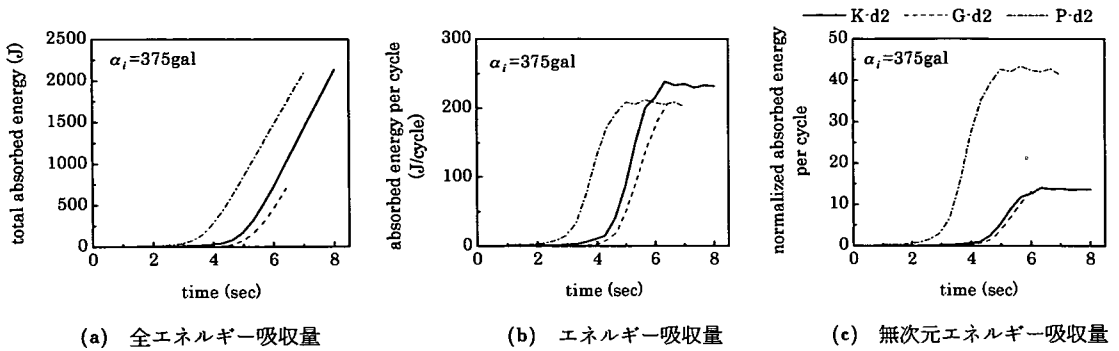 K·d2 G·d2 P·d2
total absorbed energy (J)
2500
2000
1500
1000
500
0
αi=375gal
0 2 4 6 8
time (sec)
(a) 全エネルギー吸収量
absorbed energy per cycle
(J/cycle)
300
200
100
0
αi=375gal
0 2 4 6 8
time (sec)
(b) エネルギー吸収量
normalized absorbed energy
per cycle
50
40
30
20
10
0
αi=375gal
0 2 4 6 8
time (sec)
(c) 無次元エネルギー吸収量